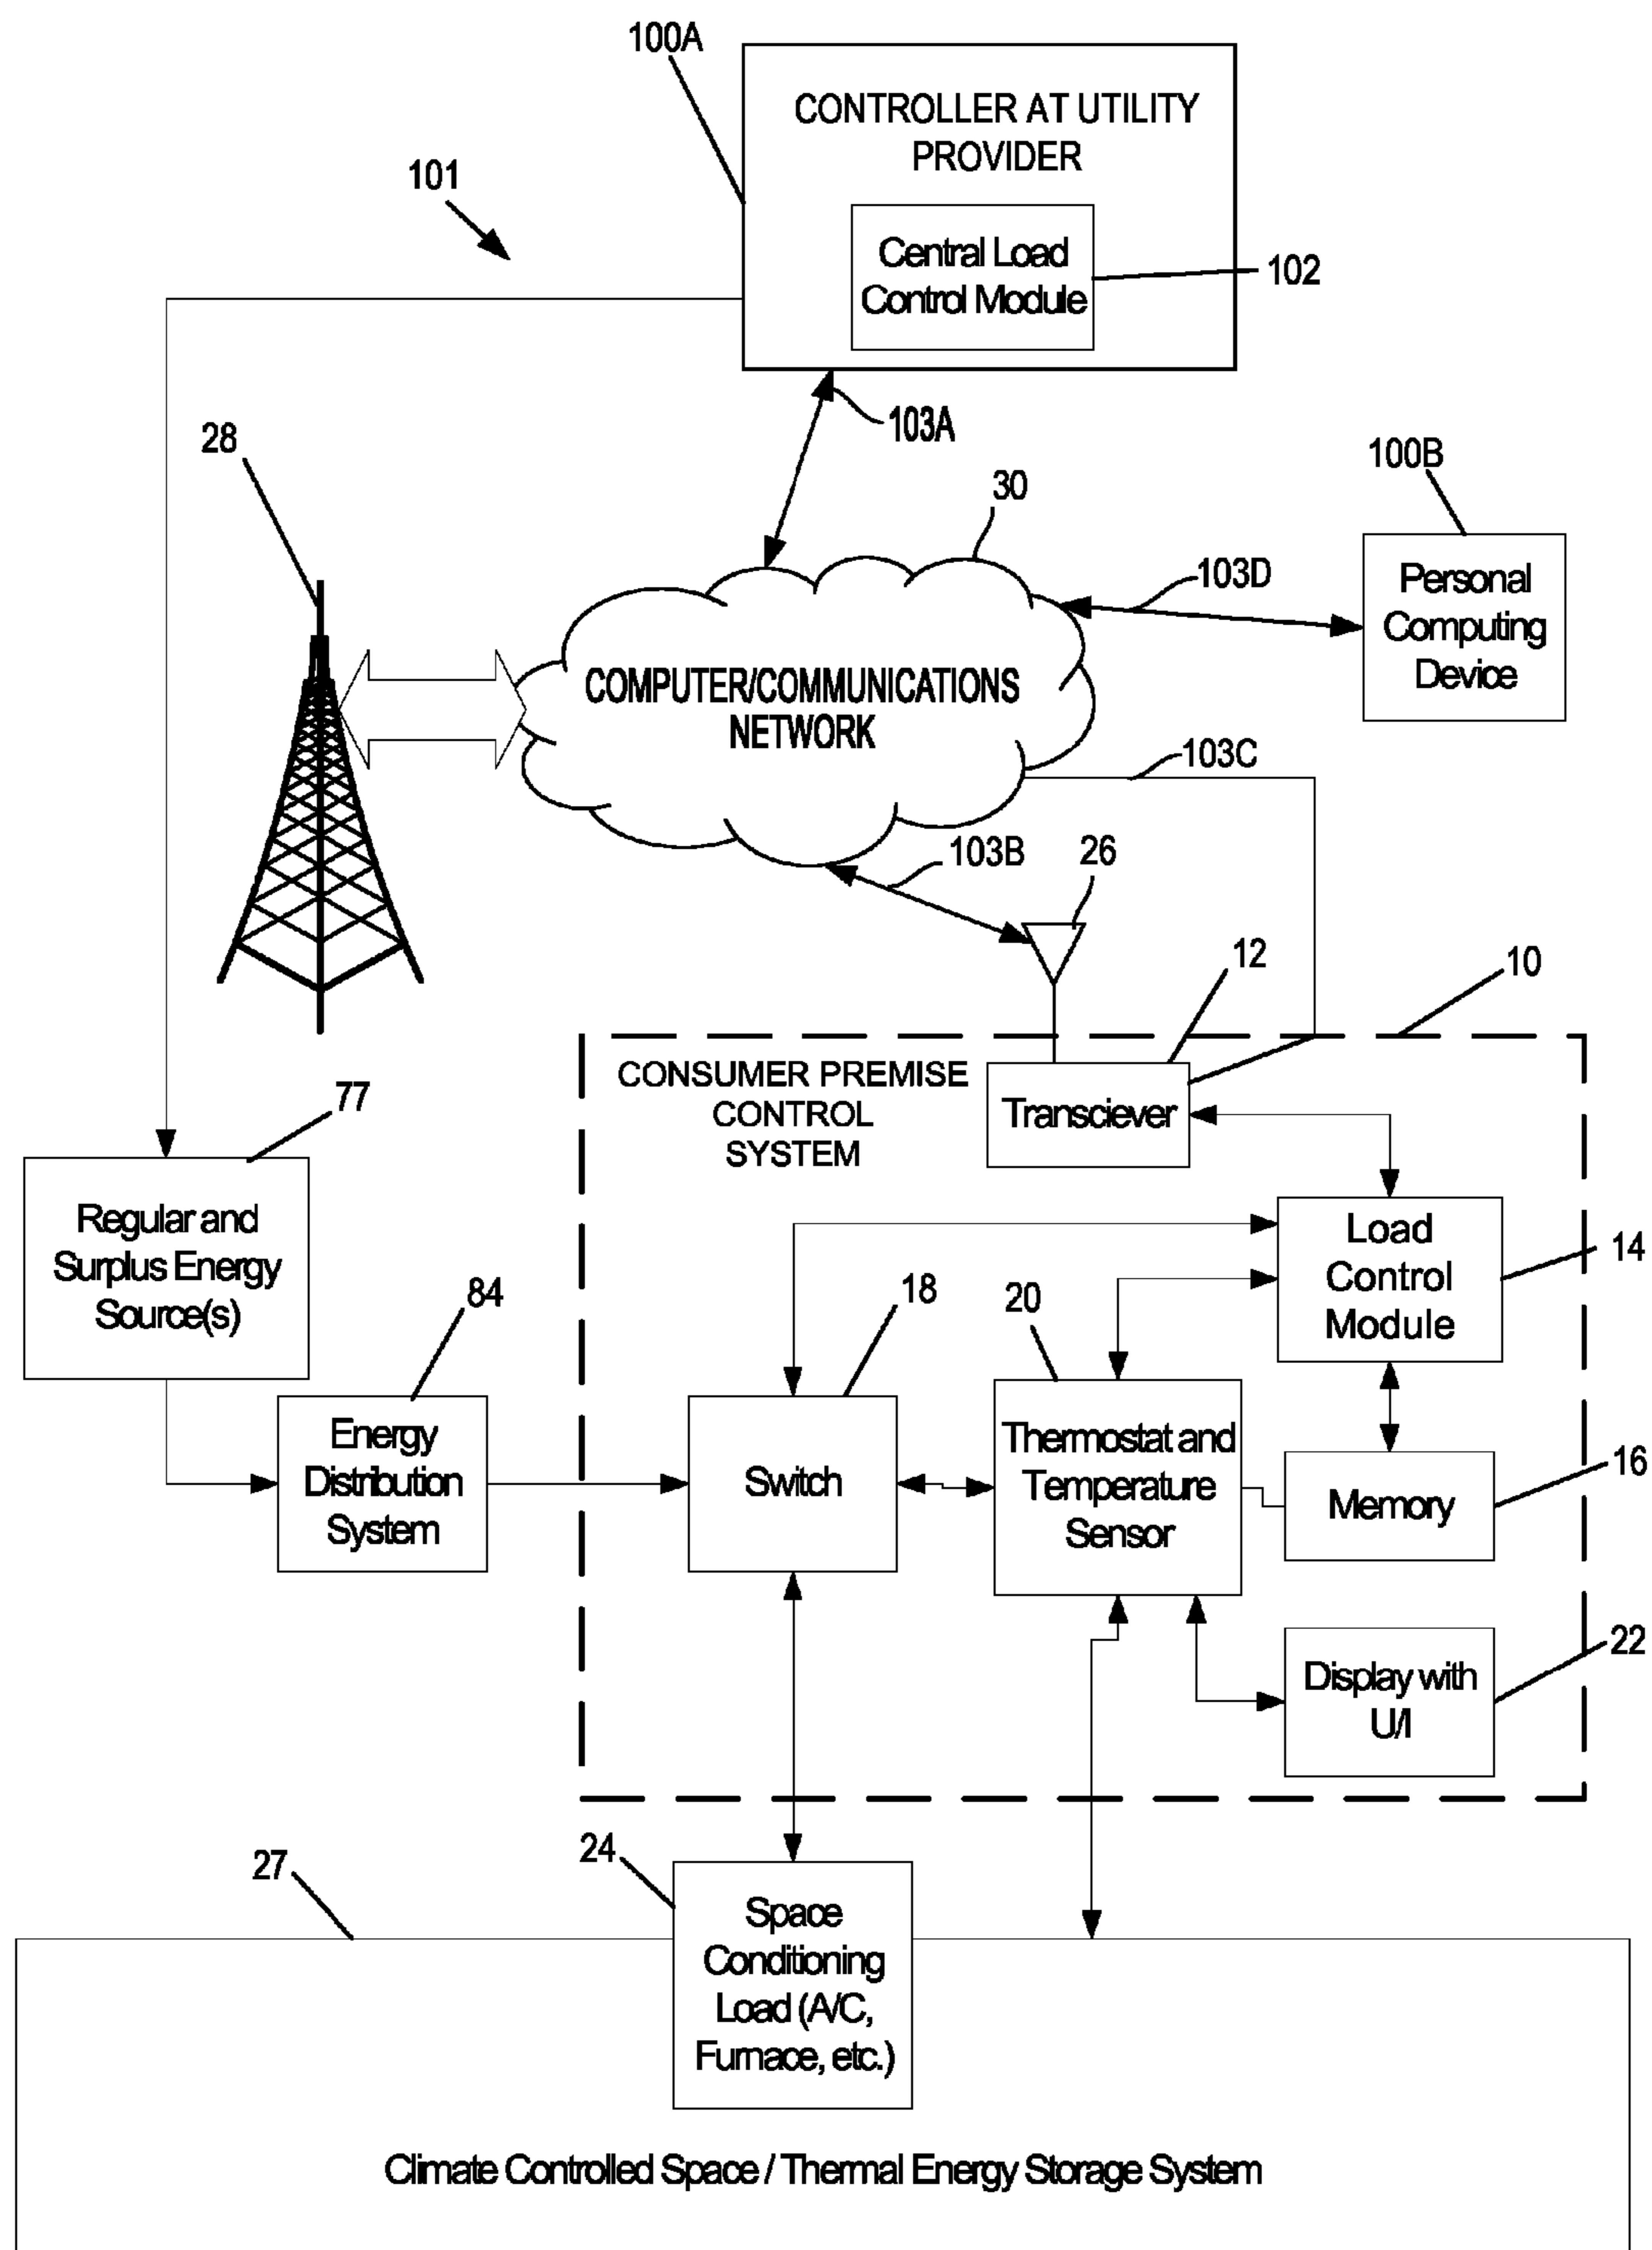 100A
CONTROLLER AT UTILITY
PROVIDER
101
Central Load
Control Module
102
103A
28
100B
30
103D
Personal
Computing
Device
COMPUTER/COMMUNICATIONS
NETWORK
103C
103B
26
12
10
CONSUMER PREMISE
CONTROL
SYSTEM
Transciever
77
Regular and
Surplus Energy
Source(s)
Load
Control
Module
14
84
18
20
Energy
Distribution
System
Switch
Thermostat and
Temperature
Sensor
16
Memory
22
Display with
U/I
24
27
Space
Conditioning
Load (A/C,
Furnace, etc.)
Climate Controlled Space / Thermal Energy Storage System